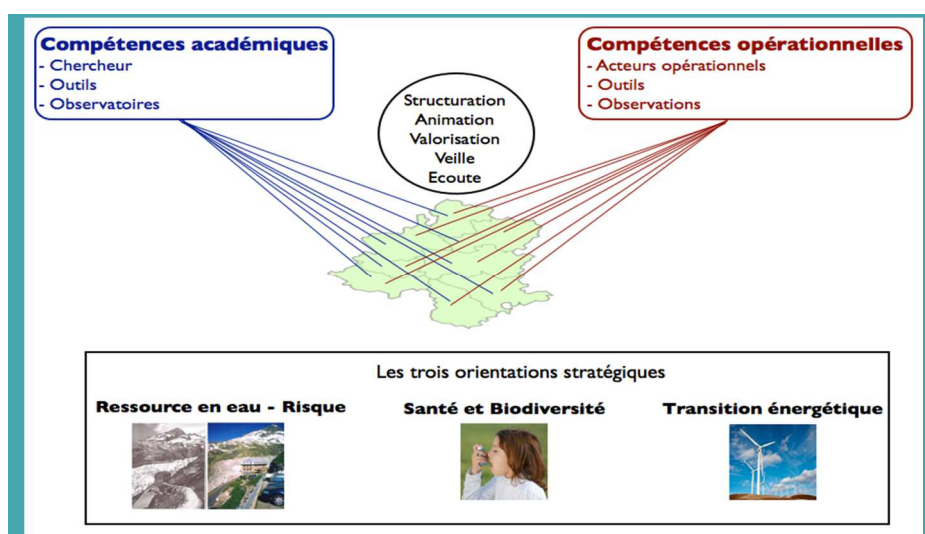 Compétences académiques
- Chercheur
- Outils
- Observatoires
Compétences opérationnelles
- Acteurs opérationnels
- Outils
- Observations
Structuration
Animation
Valorisation
Veille
Ecoute
Les trois orientations stratégiques
Ressource en eau - Risque
Santé et Biodiversité
Transition énergétique